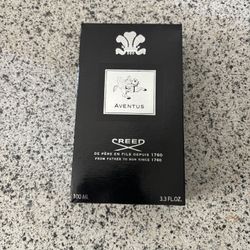 AVENTUS
CREED
DE PÈRE EN FILS DEPUIS 1760
FROM FATHER TO SON SINCE 1760
100 ML 3.3 FL.OZ.